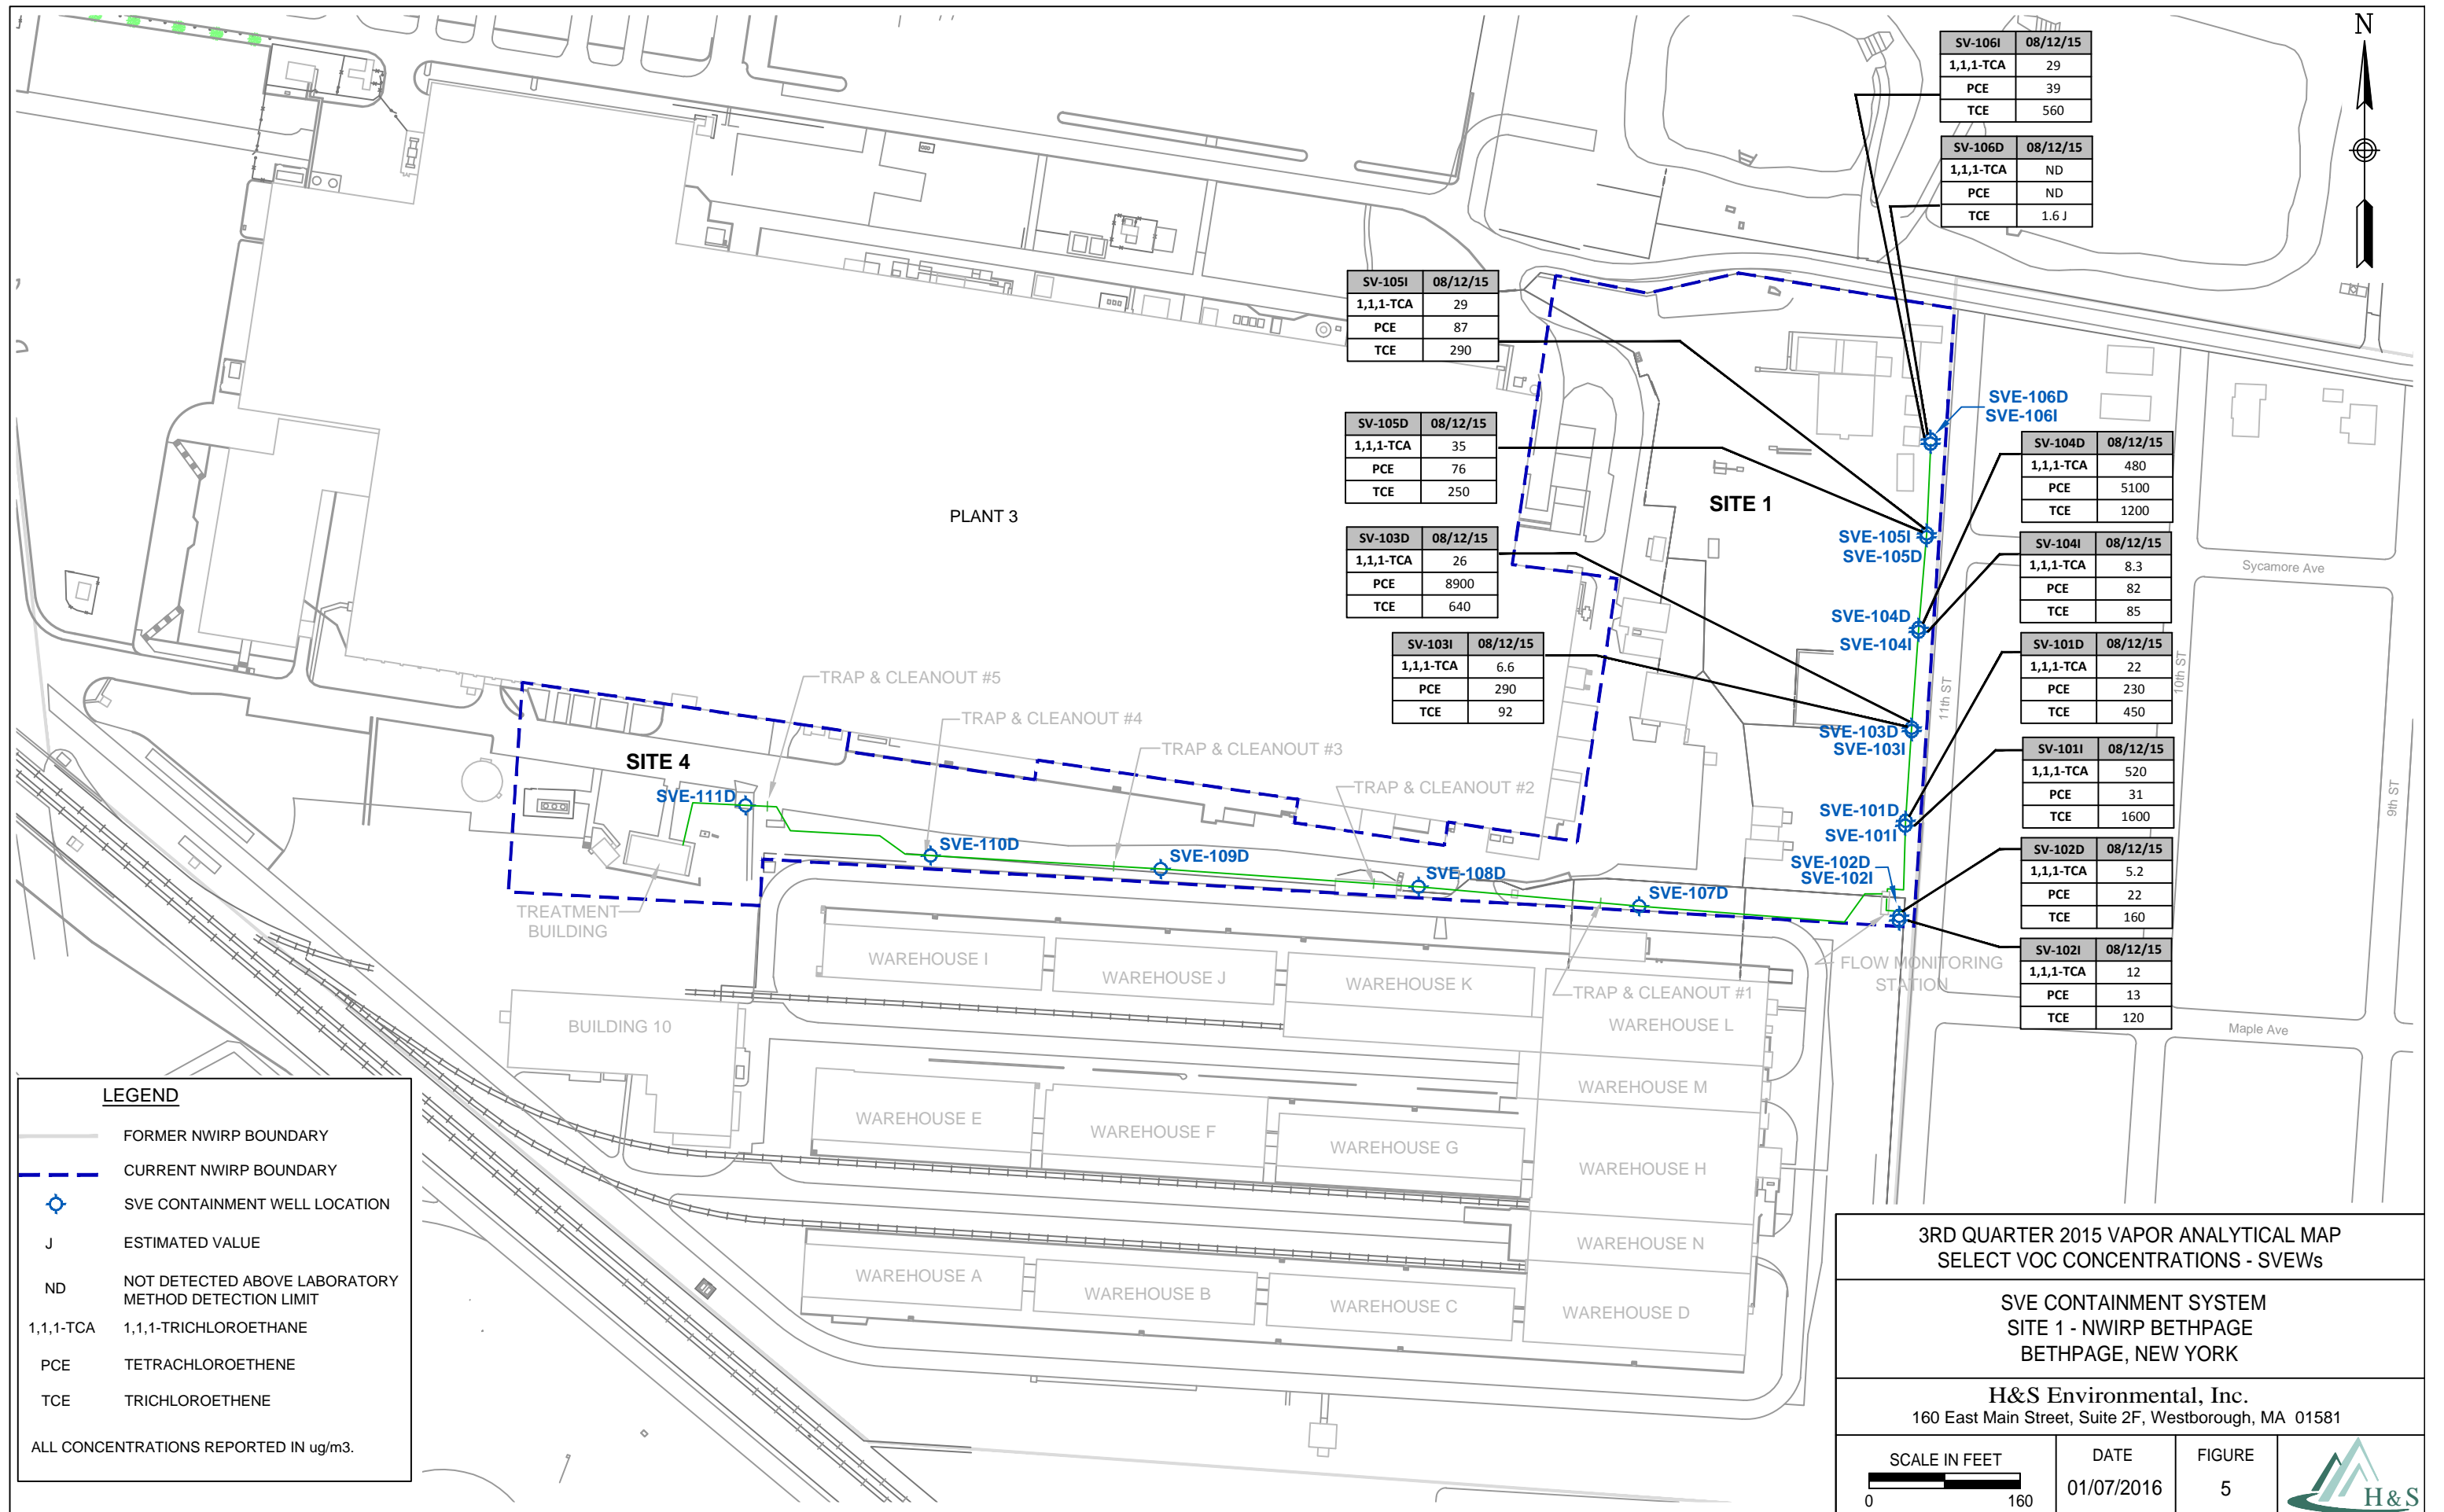 N
SV-106I 08/12/15
1,1,1-TCA 29
PCE 39
TCE 560
SV-106D 08/12/15
1,1,1-TCA ND
PCE ND
TCE 1.6 J
SV-105I 08/12/15
1,1,1-TCA 29
PCE 87
TCE 290
SV-105D 08/12/15
1,1,1-TCA 35
PCE 76
TCE 250
SV-103D 08/12/15
1,1,1-TCA 26
PCE 8900
TCE 640
SV-103I 08/12/15
1,1,1-TCA 6.6
PCE 290
TCE 92
SV-104D 08/12/15
1,1,1-TCA 480
PCE 5100
TCE 1200
SV-104I 08/12/15
1,1,1-TCA 8.3
PCE 82
TCE 85
SV-101D 08/12/15
1,1,1-TCA 22
PCE 230
TCE 450
SV-101I 08/12/15
1,1,1-TCA 520
PCE 31
TCE 1600
SV-102D 08/12/15
1,1,1-TCA 5.2
PCE 22
TCE 160
SV-102I 08/12/15
1,1,1-TCA 12
PCE 13
TCE 120
SVE-106D
SVE-106I
SITE 1
PLANT 3
SVE-105I
SVE-105D
SVE-104D
SVE-104I
SVE-103D
SVE-103I
SVE-101D
SVE-101I
SVE-102D
SVE-102I
Sycamore Ave
10th ST
11th ST
9th ST
Maple Ave
TRAP & CLEANOUT #5
TRAP & CLEANOUT #4
TRAP & CLEANOUT #3
TRAP & CLEANOUT #2
TRAP & CLEANOUT #1
SITE 4
SVE-111D
SVE-110D
SVE-109D
SVE-108D
SVE-107D
TREATMENT
BUILDING
FLOW MONITORING
STATION
WAREHOUSE I
WAREHOUSE J
WAREHOUSE K
WAREHOUSE L
BUILDING 10
WAREHOUSE M
WAREHOUSE E
WAREHOUSE F
WAREHOUSE G
WAREHOUSE H
WAREHOUSE N
WAREHOUSE A
WAREHOUSE B
WAREHOUSE C
WAREHOUSE D
LEGEND
FORMER NWIRP BOUNDARY
CURRENT NWIRP BOUNDARY
SVE CONTAINMENT WELL LOCATION
J ESTIMATED VALUE
ND NOT DETECTED ABOVE LABORATORY
METHOD DETECTION LIMIT
1,1,1-TCA 1,1,1-TRICHLOROETHANE
PCE TETRACHLOROETHENE
TCE TRICHLOROETHENE
ALL CONCENTRATIONS REPORTED IN ug/m3.
3RD QUARTER 2015 VAPOR ANALYTICAL MAP
SELECT VOC CONCENTRATIONS - SVEWs
SVE CONTAINMENT SYSTEM
SITE 1 - NWIRP BETHPAGE
BETHPAGE, NEW YORK
H&S Environmental, Inc.
160 East Main Street, Suite 2F, Westborough, MA 01581
SCALE IN FEET
0 160
DATE
01/07/2016
FIGURE
5
H&S